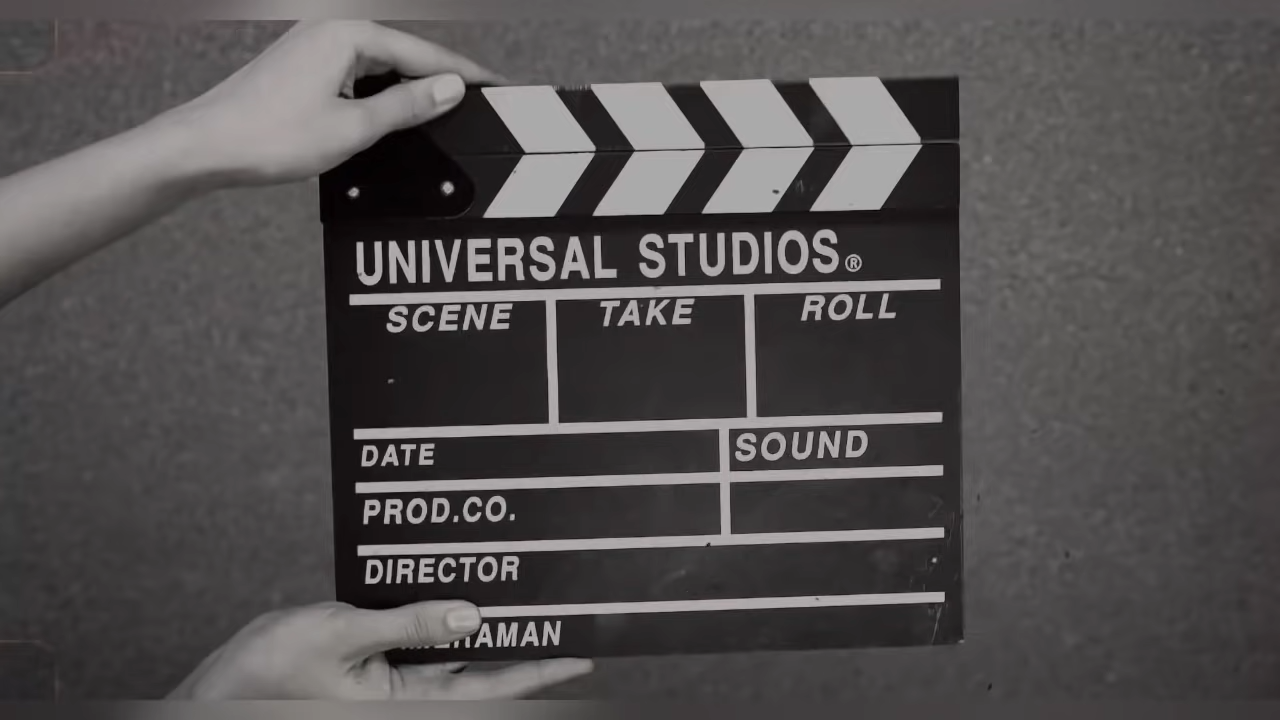 UNIVERSAL STUDIOS®
SCENE TAKE ROLL
DATE SOUND
PROD.CO.
DIRECTOR